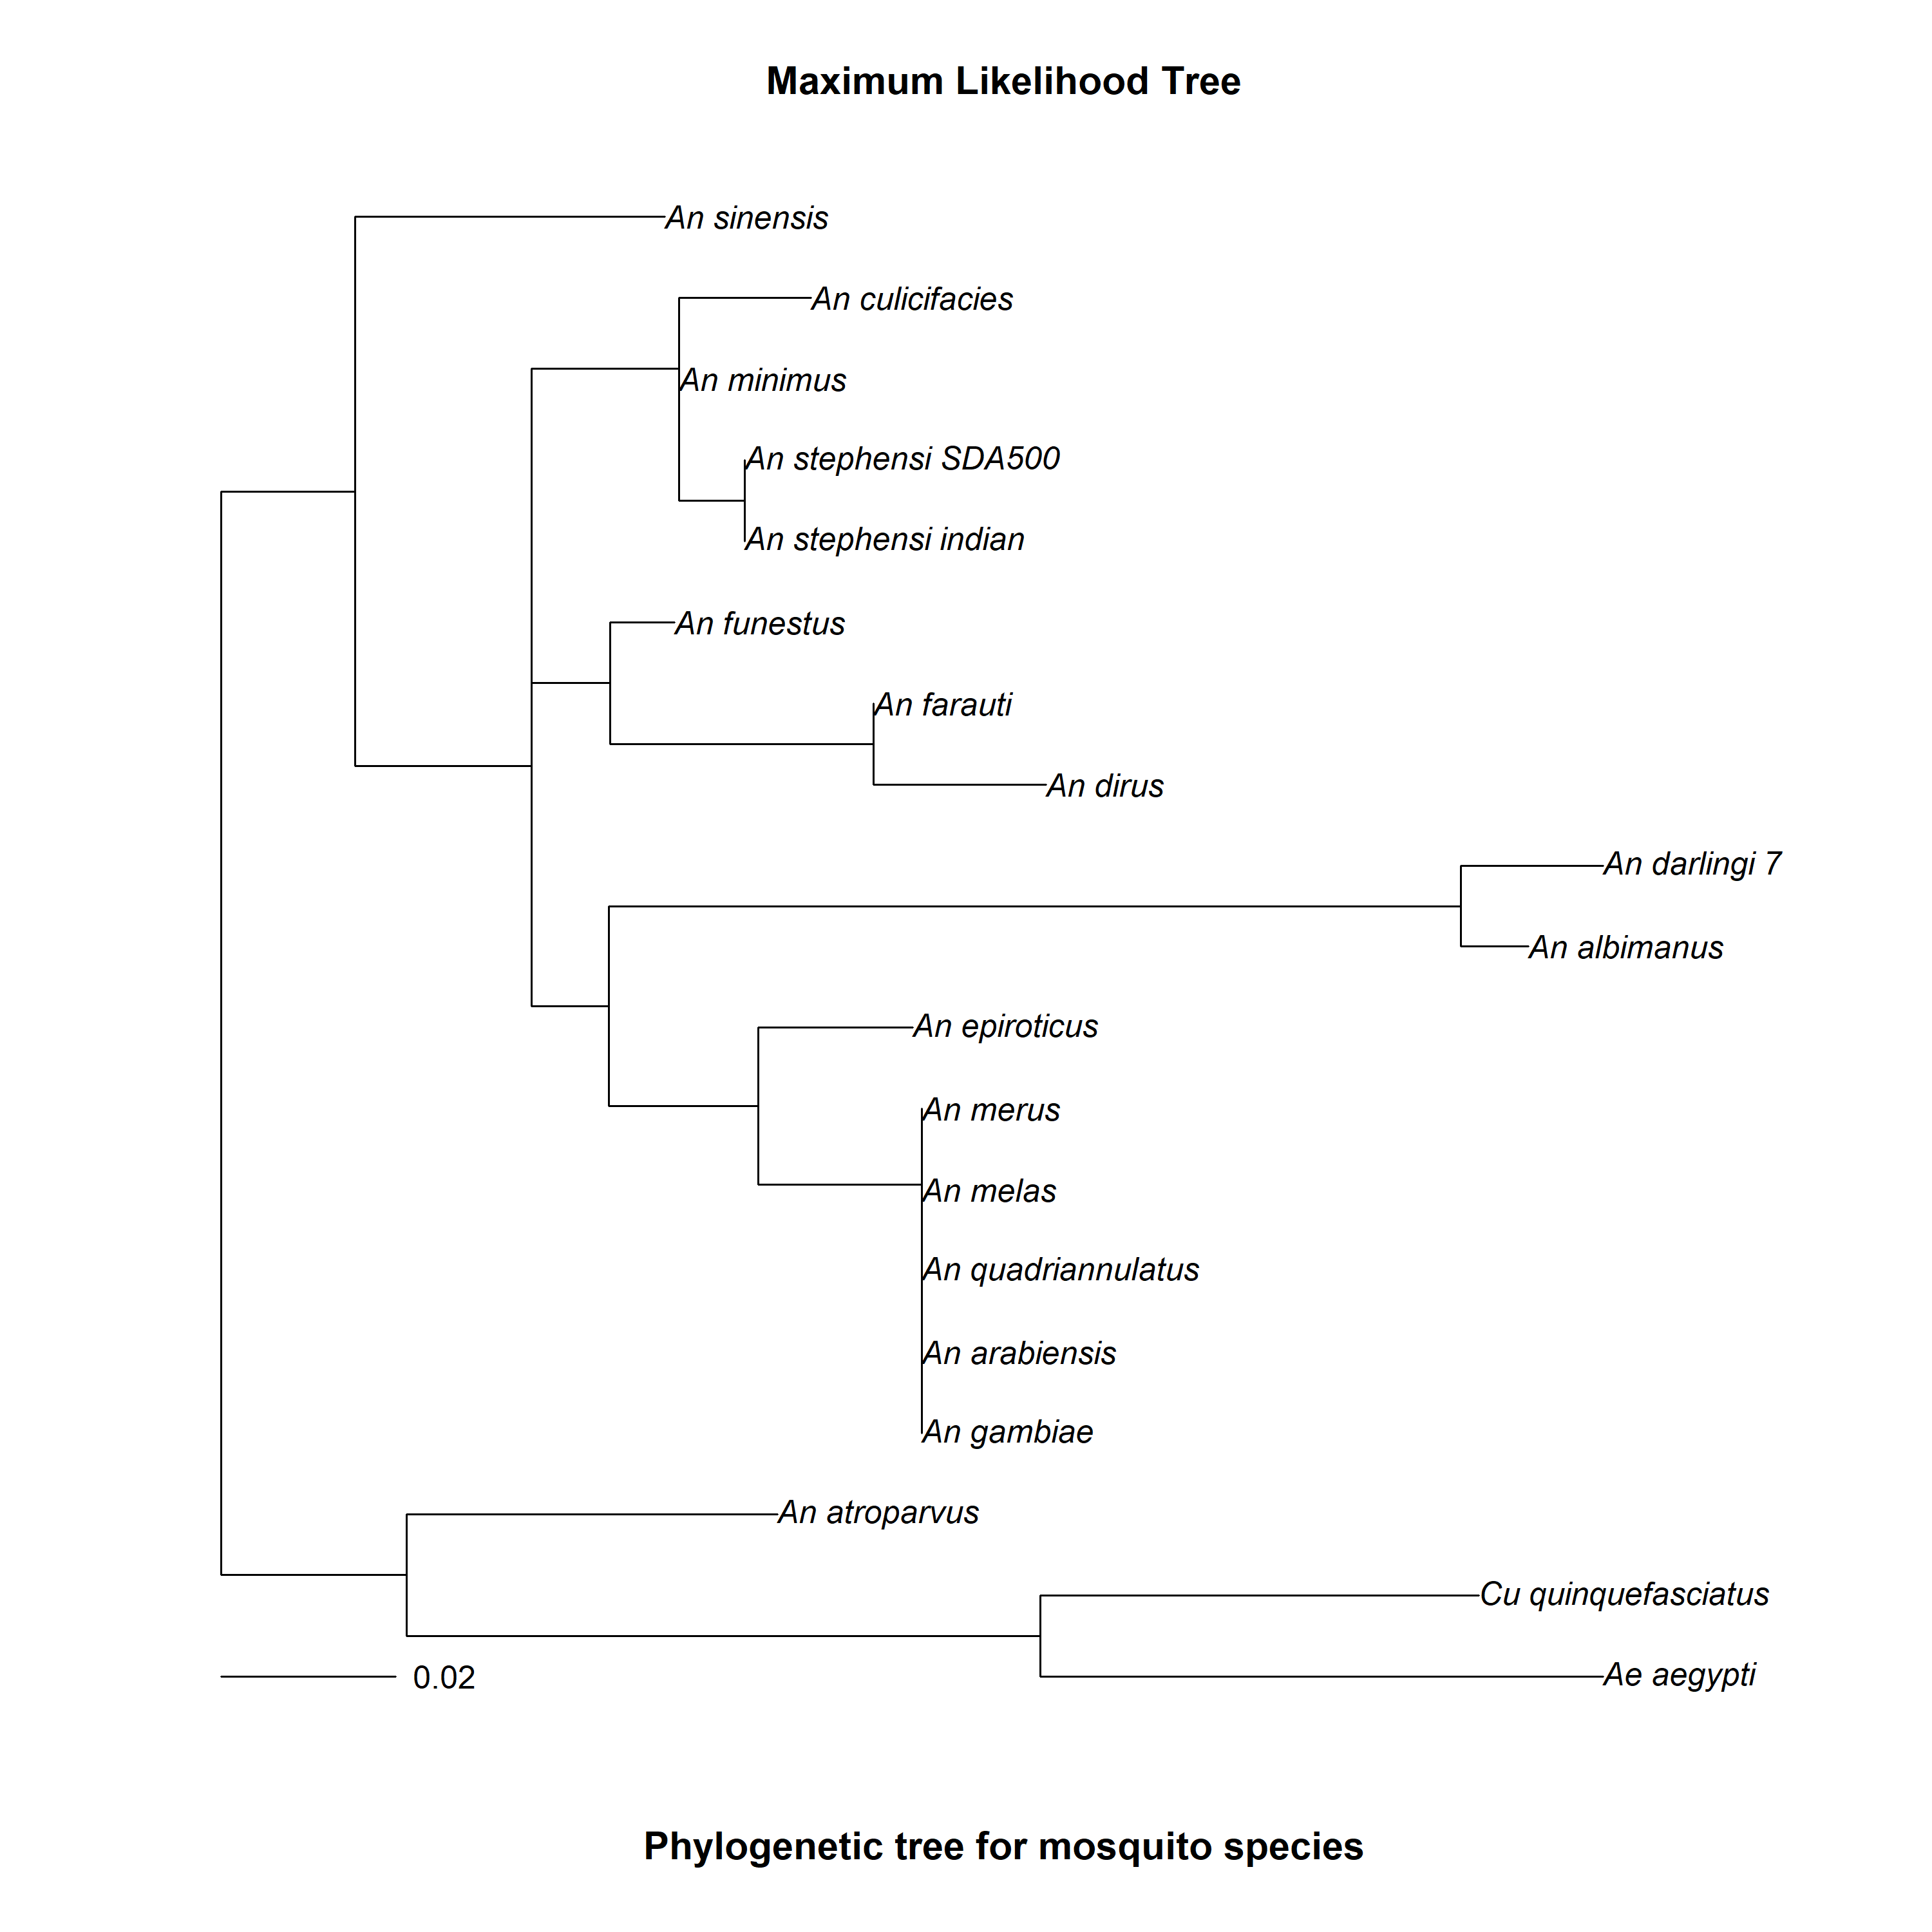 Maximum Likelihood Tree
An sinensis
An culicifacies
An minimus
An stephensi SDA500
An stephensi indian
An funestus
An farauti
An dirus
An darlingi 7
An albimanus
An epiroticus
An merus
An melas
An quadriannulatus
An arabiensis
An gambiae
An atroparvus
Cu quinquefasciatus
Ae aegypti
0.02
Phylogenetic tree for mosquito species